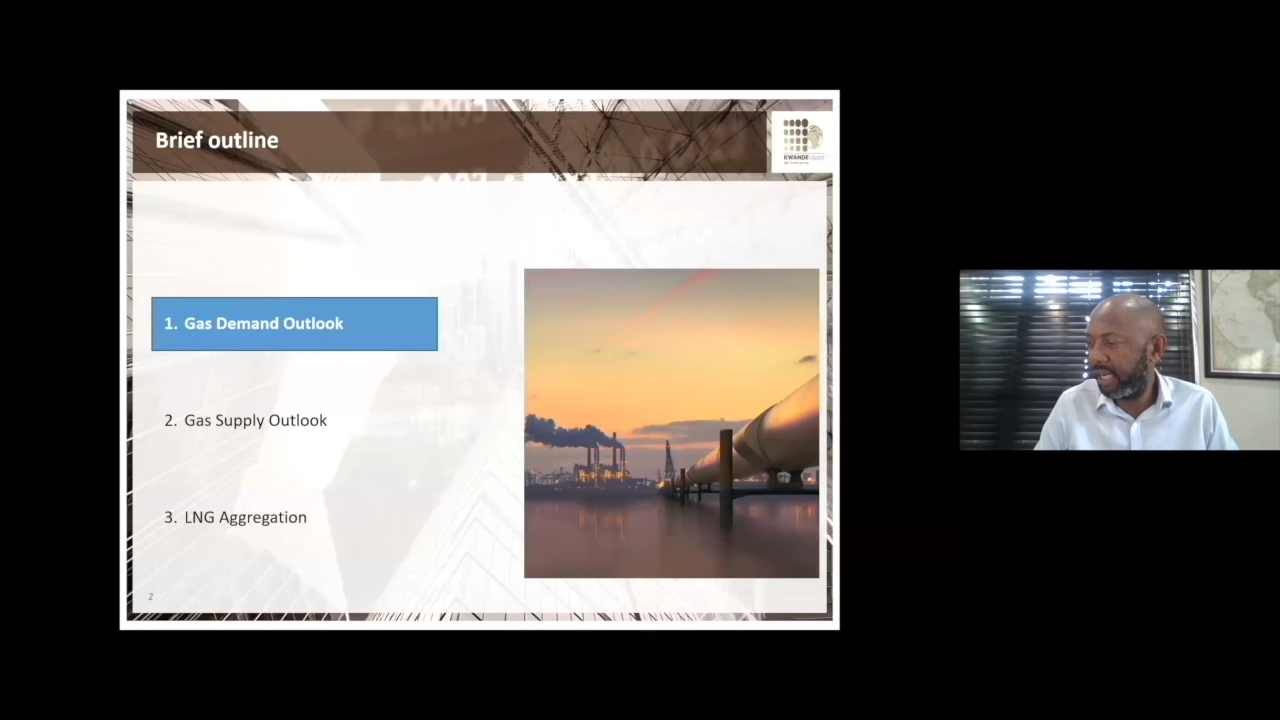 Brief outline
KWANDE
1. Gas Demand Outlook
2. Gas Supply Outlook
3. LNG Aggregation
2